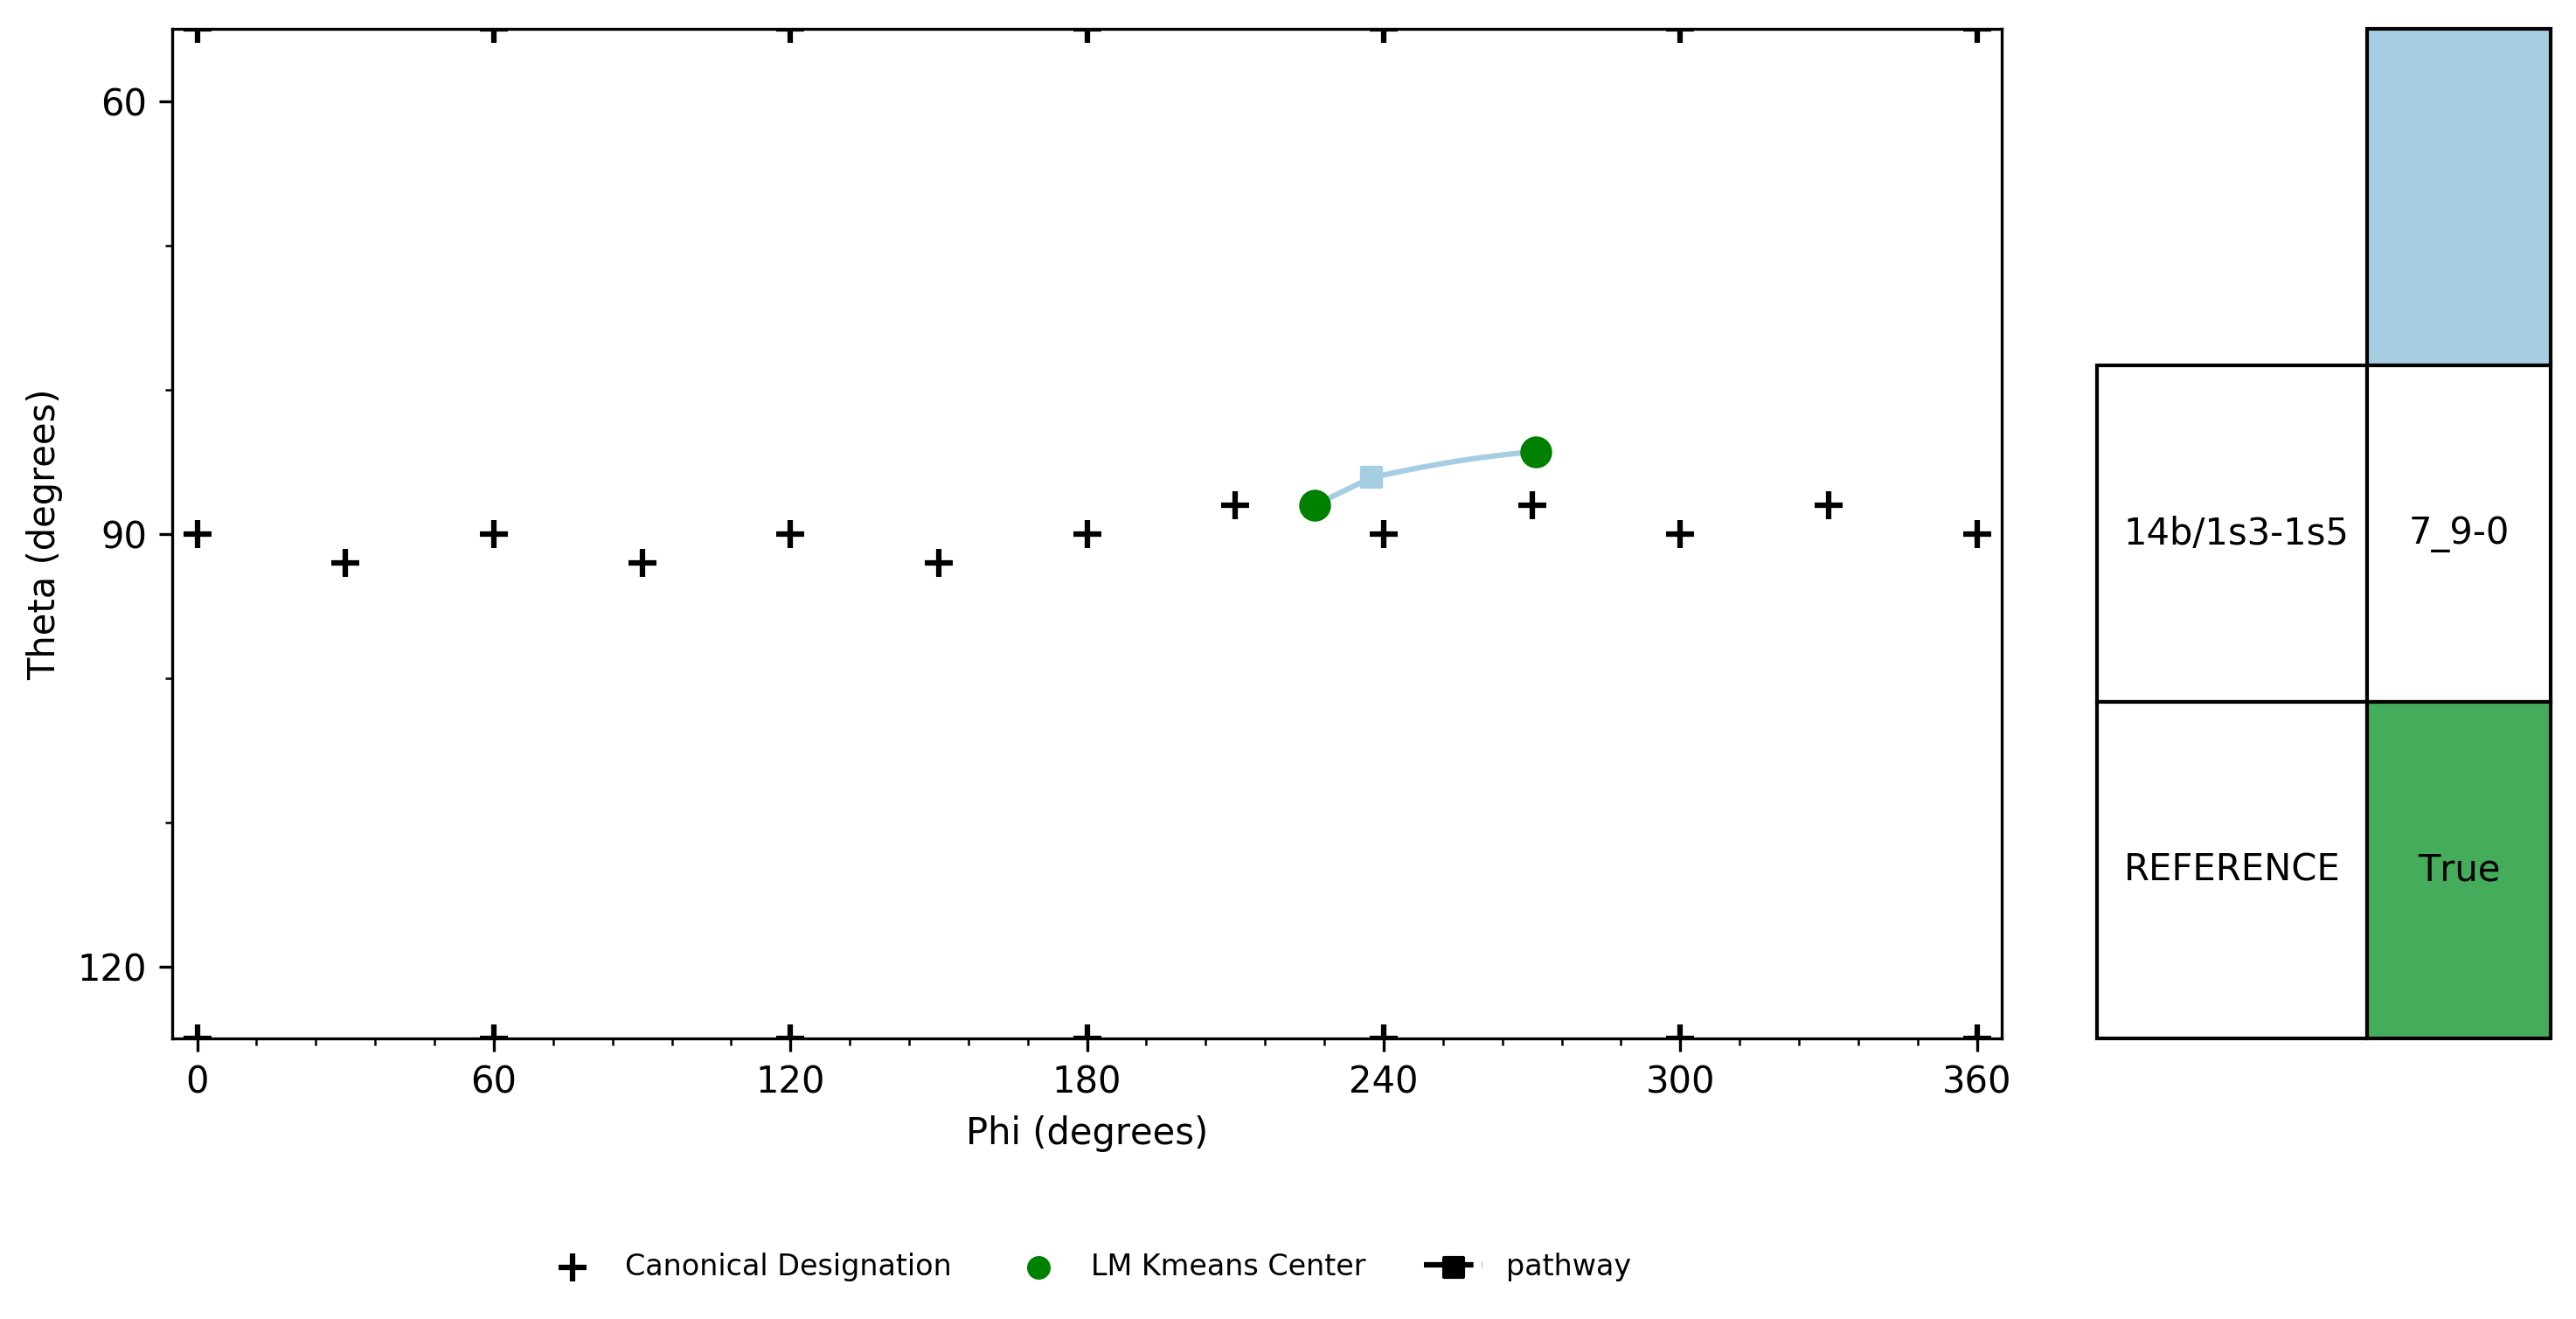 60
90
120
Theta (degrees)
0 60 120 180 240 300 360
Phi (degrees)
Canonical Designation LM Kmeans Center pathway
14b/1s3-1s5 7_9-0
REFERENCE True